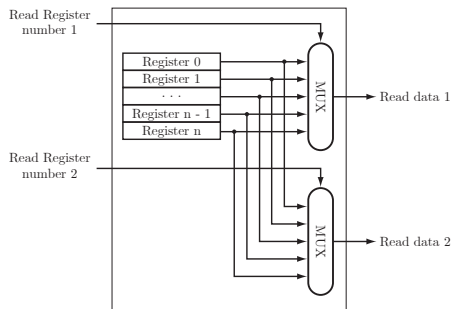 Read Register
number 1
Register 0
Register 1
. . .
Register n - 1
Register n
MUX
Read data 1
Read Register
number 2
MUX
Read data 2